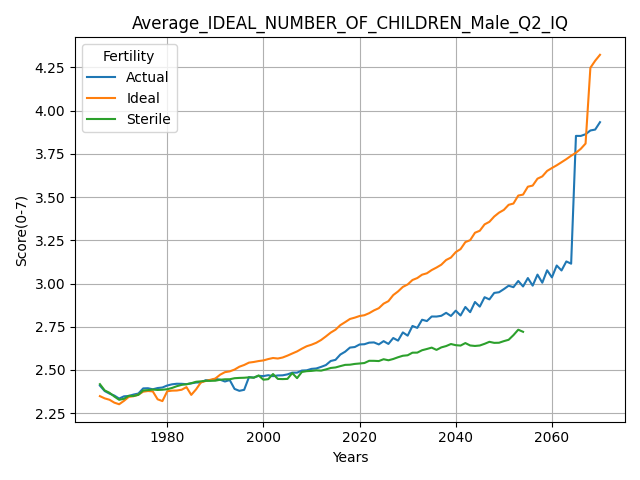 Average_IDEAL_NUMBER_OF_CHILDREN_Male_Q2_IQ
Fertility
Actual
Ideal
Sterile
Score(0-7)
4.25
4.00
3.75
3.50
3.25
3.00
2.75
2.50
2.25
1980
2000
2020
2040
2060
Years